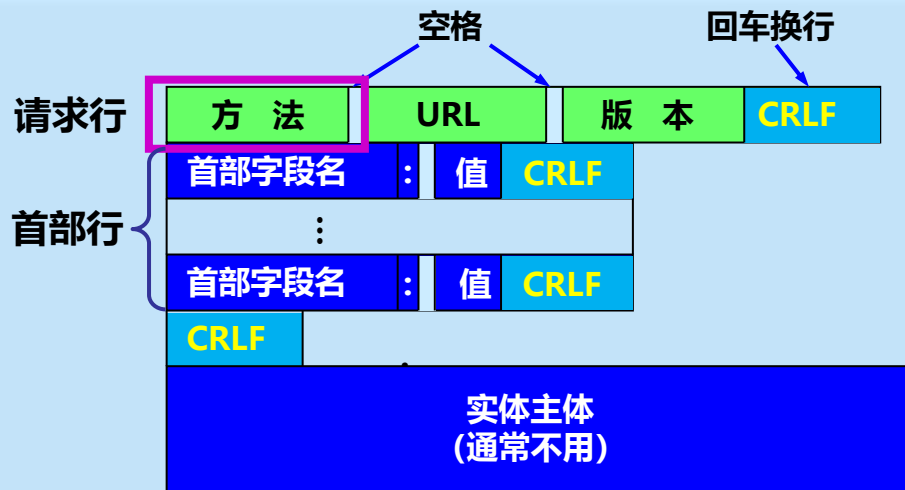 空格 回车换行
请求行 方 法 URL 版 本 CRLF
首部字段名 : 值 CRLF
首部行 ⋮
首部字段名 : 值 CRLF
CRLF
实体主体
(通常不用)